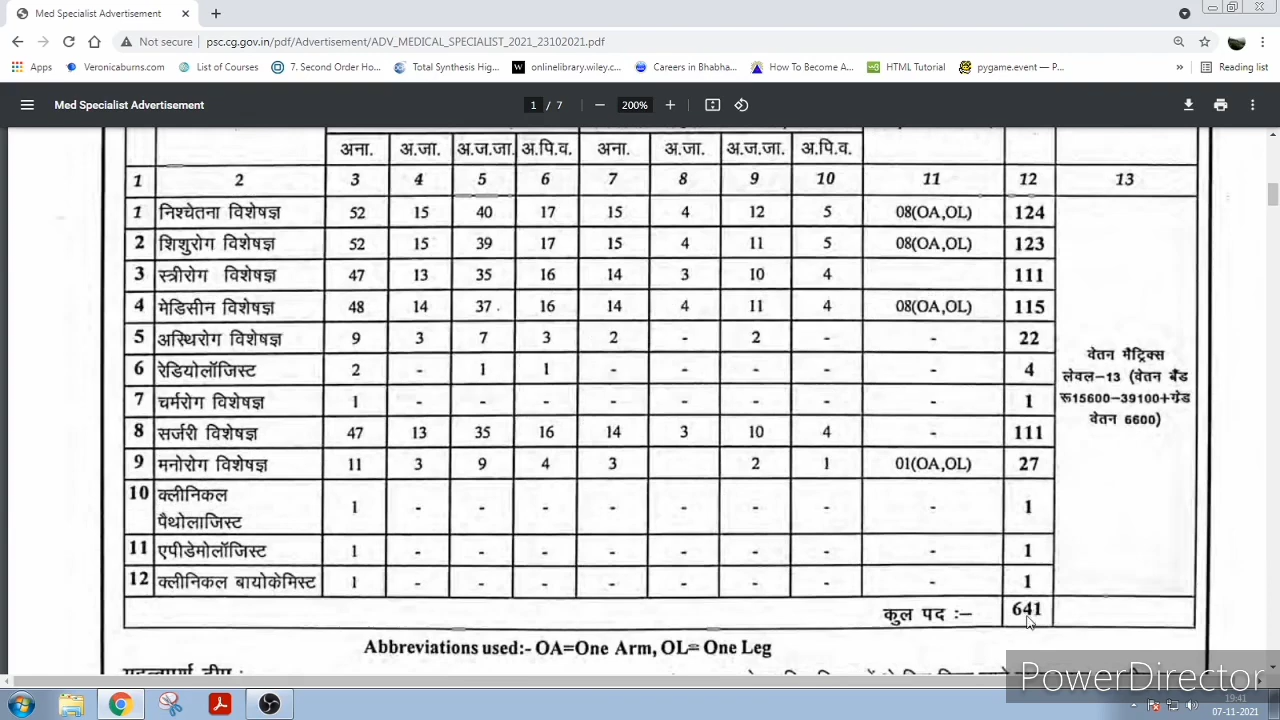 Med Specialist Advertisement
Not secure psc.cg.gov.in/pdf/Advertisement/ADV_MEDICAL_SPECIALIST_2021_23102021.pdf
Apps Veronicaburns.com List of Courses 7. Second Order Ho... Total Synthesis Hig... onlinelibrary.wiley.c... Careers in Bhabha... How To Become A... HTML Tutorial pygame.event — P... » Reading list
Med Specialist Advertisement 1 / 7 200%
अना. अ.जा. अ.ज.जा. अ.पि.व. अना. अ.जा. अ.ज.जा. अ.पि.व.
1 2 3 4 5 6 7 8 9 10 11 12 13
1 निश्चेतना विशेषज्ञ 52 15 40 17 15 4 12 5 08(OA,OL) 124
2 शिशुरोग विशेषज्ञ 52 15 39 17 15 4 11 5 08(OA,OL) 123
3 स्त्रीरोग विशेषज्ञ 47 13 35 16 14 3 10 4 111
4 मेडिसीन विशेषज्ञ 48 14 37 16 14 4 11 4 08(OA,OL) 115
5 अस्थिरोग विशेषज्ञ 9 3 7 3 2 - 2 - - 22
6 रेडियोलॉजिस्ट 2 - 1 1 - - - - - 4
7 चर्मरोग विशेषज्ञ 1 - - - - - - - - 1
8 सर्जरी विशेषज्ञ 47 13 35 16 14 3 10 4 - 111
9 मनोरोग विशेषज्ञ 11 3 9 4 3 2 1 01(OA,OL) 27
10 क्लीनिकल
पैथोलाजिस्ट 1 - - - - - - - - 1
11 एपीडेमोलॉजिस्ट 1 - - - - - - - - 1
12 क्लीनिकल बायोकेमिस्ट 1 - - - - - - - - 1
वेतन मैट्रिक्स
लेवल-13 (वेतन बैंड
रू15600-39100+ग्रेड
वेतन 6600)
कुल पद :- 641
Abbreviations used:- OA=One Arm, OL= One Leg
PowerDirector
19:41
07-11-2021